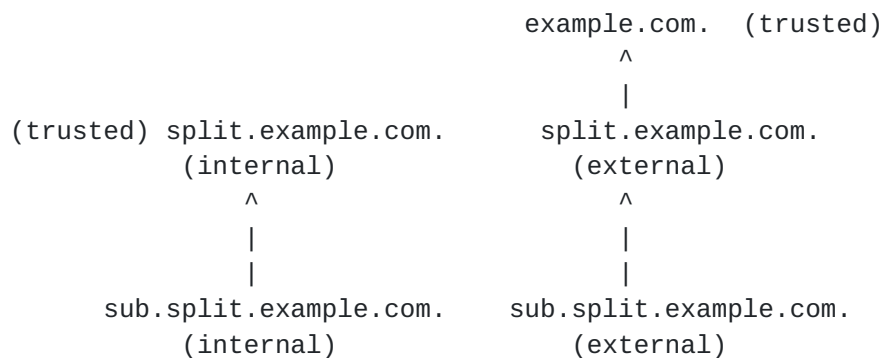 example.com. (trusted)
^
|
(trusted) split.example.com. split.example.com.
(internal) (external)
^ ^
| |
| |
sub.split.example.com. sub.split.example.com.
(internal) (external)